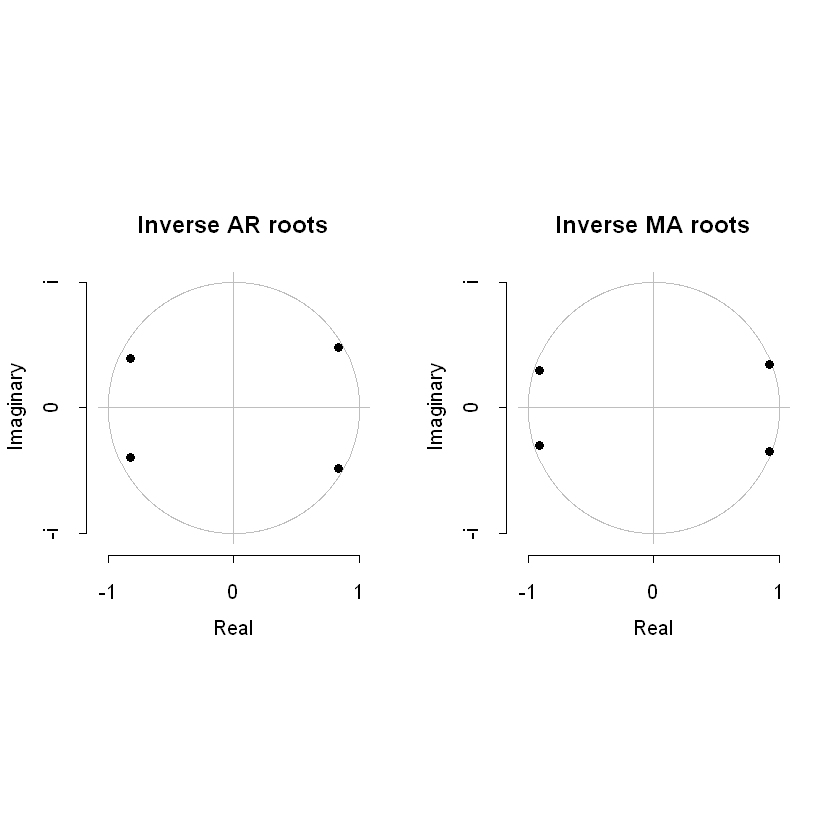 Inverse AR roots
Imaginary
i
0
-i
-1 0 1
Real
Inverse MA roots
Imaginary
i
0
-i
-1 0 1
Real